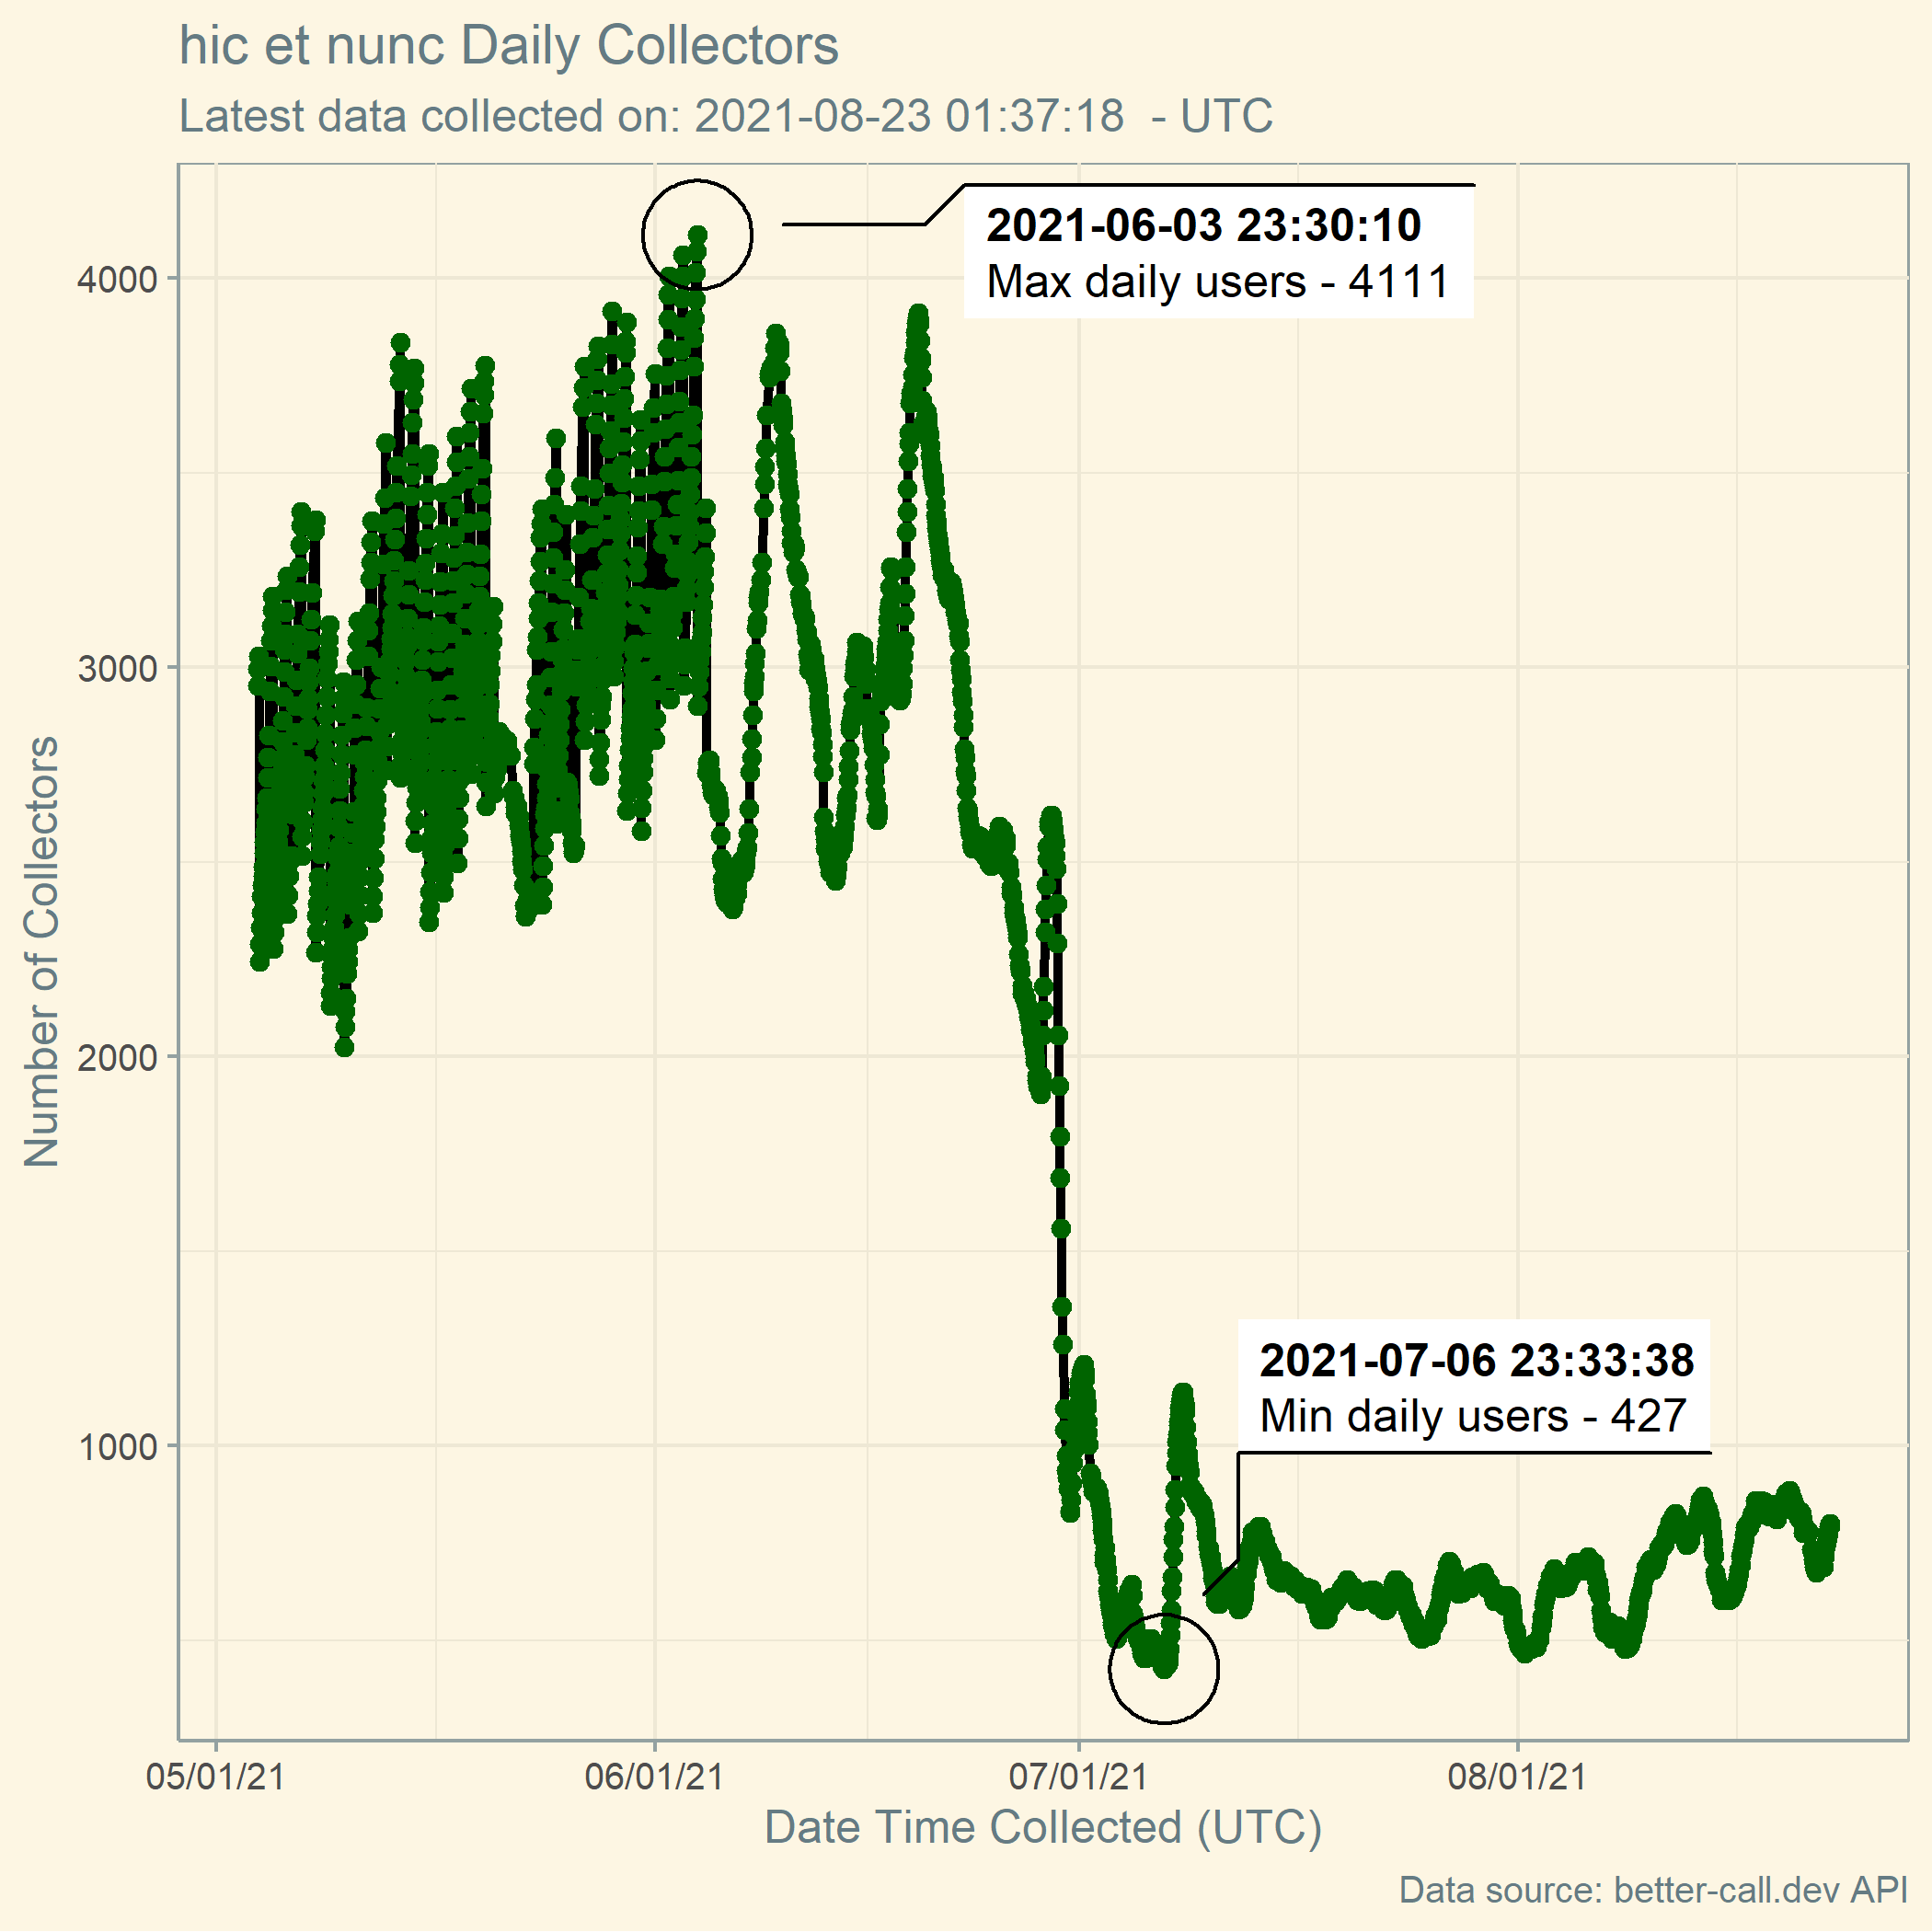 hic et nunc Daily Collectors
Latest data collected on: 2021-08-23 01:37:18  - UTC
2021-06-03 23:30:10
Max daily users - 4111
4000
3000
2000
1000
Number of Collectors
2021-07-06 23:33:38
Min daily users - 427
05/01/21
06/01/21
07/01/21
08/01/21
Date Time Collected (UTC)
Data source: better-call.dev API